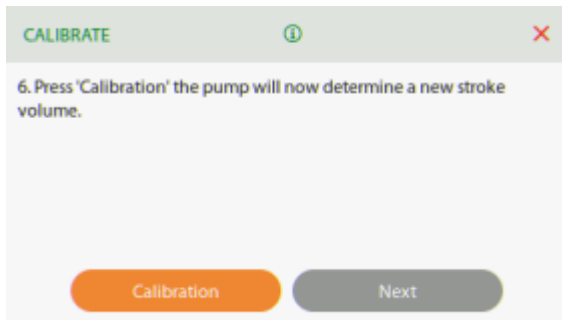 CALIBRATE
6. Press 'Calibration' the pump will now determine a new stroke
volume.
Calibration
Next